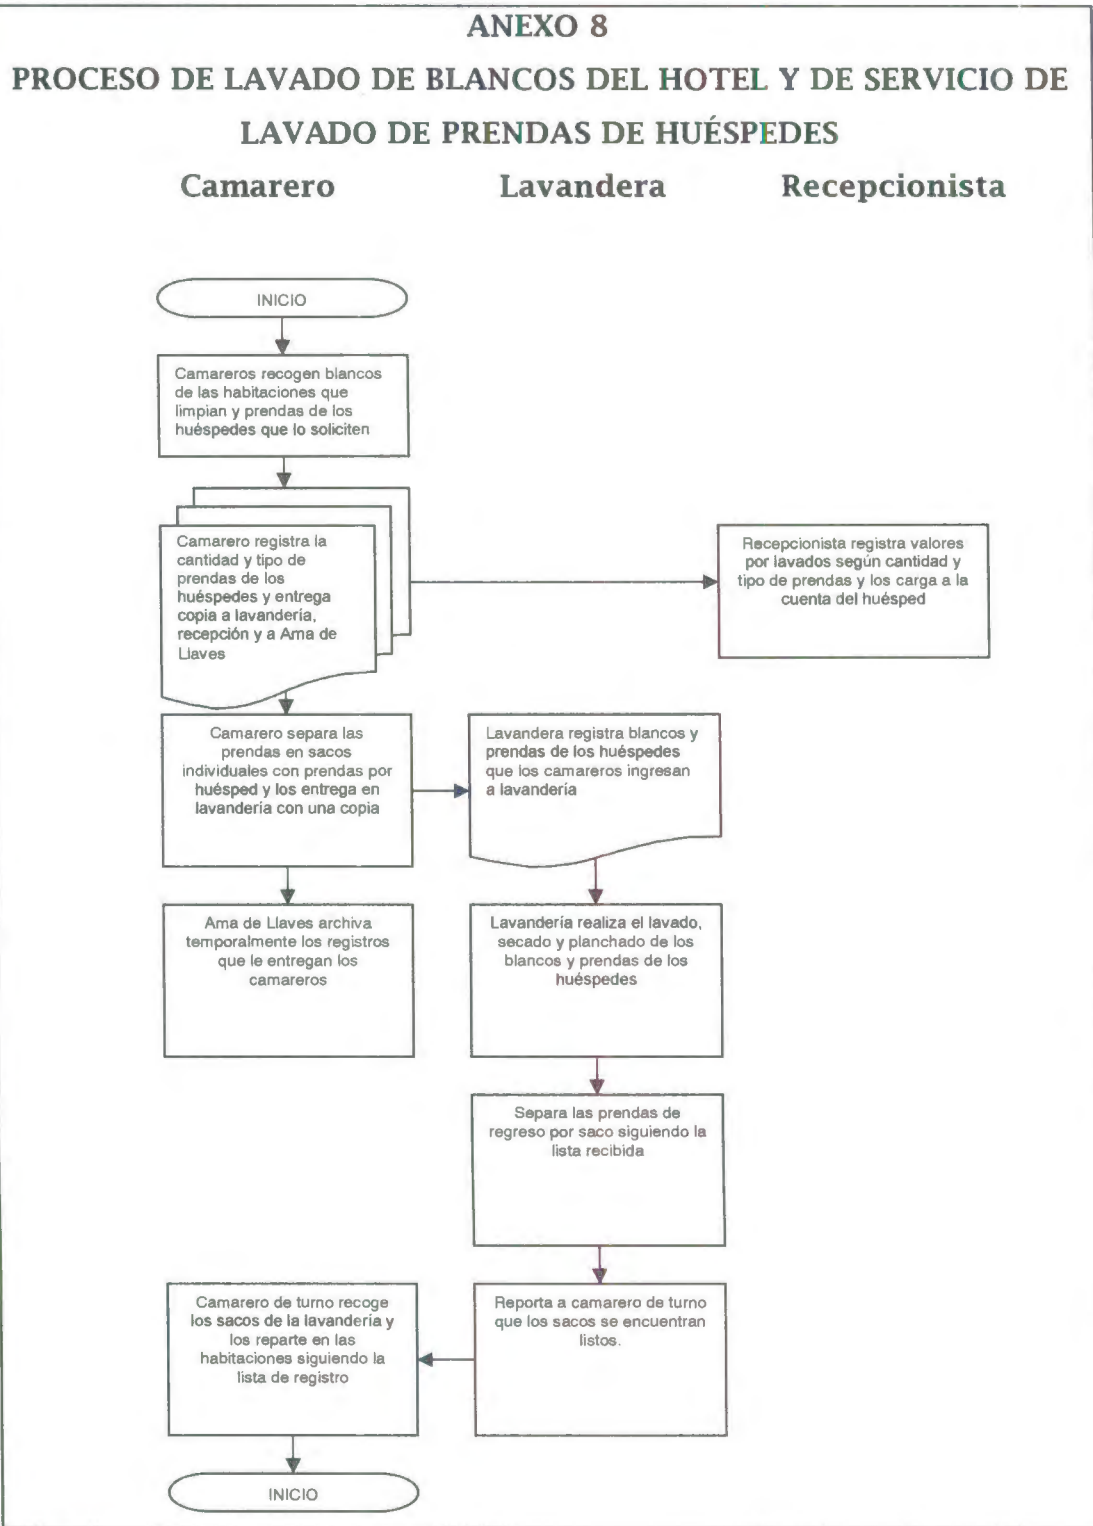 ANEXO 8
PROCESO DE LAVADO DE BLANCOS DEL HOTEL Y DE SERVICIO DE
LAVADO DE PRENDAS DE HUÉSPEDES
Camarero Lavandera Recepcionista
INICIO
Camareros recogen blancos
de las habitaciones que
limpian y prendas de los
huéspedes que lo soliciten
Camarero registra la
cantidad y tipo de
prendas de los
huéspedes y entrega
copia a lavandería,
recepción y a Ama de
Llaves
Recepcionista registra valores
por lavados según cantidad y
tipo de prendas y los carga a la
cuenta del huésped
Camarero separa las
prendas en sacos
individuales con prendas por
huésped y los entrega en
lavandería con una copia
Lavandera registra blancos y
prendas de los huéspedes
que los camareros ingresan
a lavandería
Ama de Llaves archiva
temporalmente los registros
que le entregan los
camareros
Lavandería realiza el lavado,
secado y planchado de los
blancos y prendas de los
huéspedes
Separa las prendas de
regreso por saco siguiendo la
lista recibida
Camarero de turno recoge
los sacos de la lavandería y
los reparte en las
habitaciones siguiendo la
lista de registro
Reporta a camarero de turno
que los sacos se encuentran
listos.
INICIO